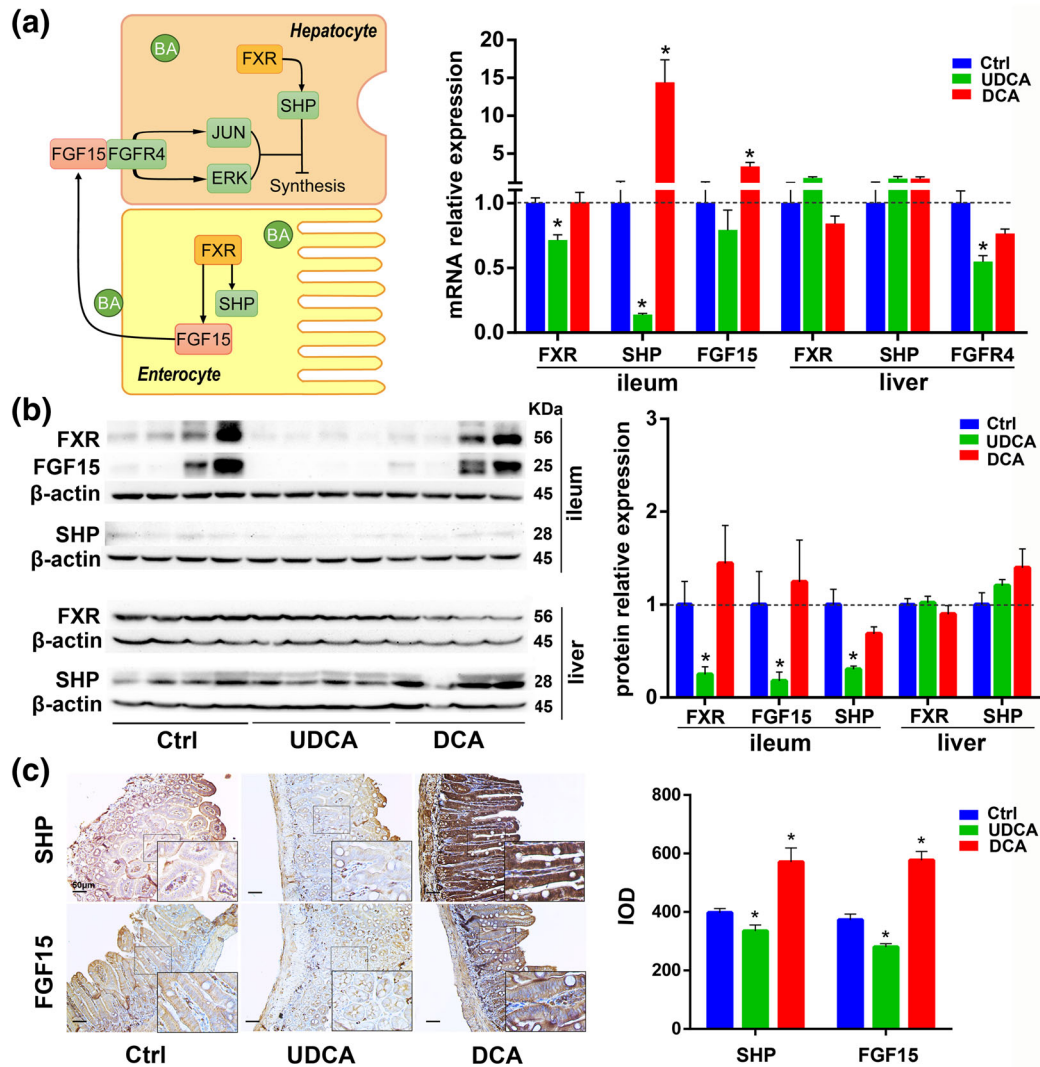 (a)
Hepatocyte
BA
FXR
SHP
JUN
FGF15
FGFR4
ERK
Synthesis
BA
FXR
BA
SHP
FGF15
Enterocyte
mRNA relative expression
20
15
10
5
1.0
0.5
0.0
*
*
*
*
*
Ctrl
UDCA
DCA
FXR SHP FGF15 FXR SHP FGFR4
ileum liver
(b)
KDa
FXR 56
FGF15 25
β-actin 45
SHP 28
β-actin 45
ileum
FXR 56
β-actin 45
SHP 28
β-actin 45
liver
Ctrl UDCA DCA
protein relative expression
3
2
1
0
* * *
Ctrl
UDCA
DCA
FXR FGF15 SHP FXR SHP
ileum liver
(c)
SHP
50μm
FGF15
Ctrl UDCA DCA
IOD
800
600
400
200
0
* * * *
Ctrl
UDCA
DCA
SHP FGF15